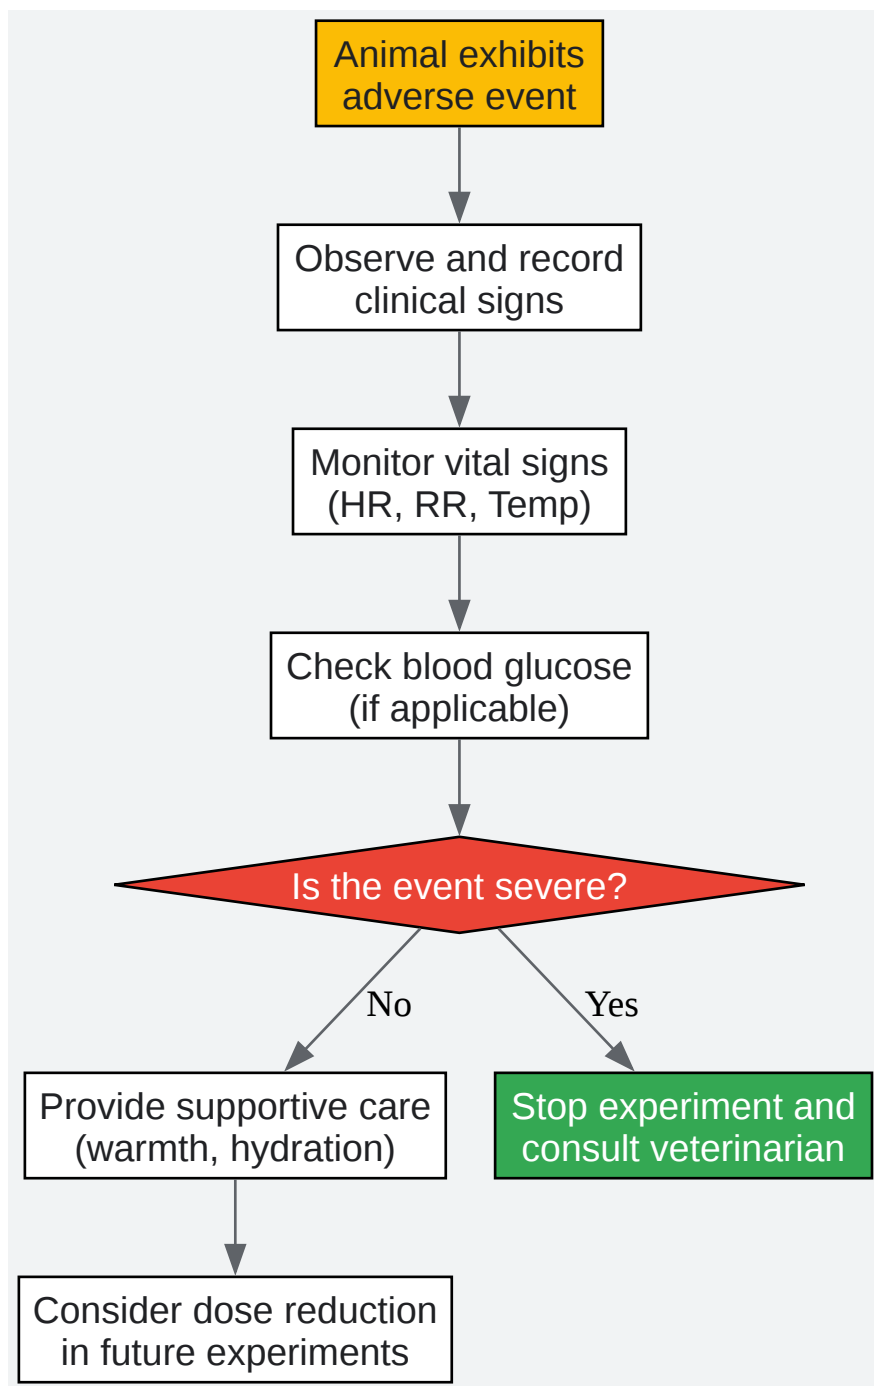 Animal exhibits
adverse event
Observe and record
clinical signs
Monitor vital signs
(HR, RR, Temp)
Check blood glucose
(if applicable)
Is the event severe?
No
Yes
Provide supportive care
(warmth, hydration)
Stop experiment and
consult veterinarian
Consider dose reduction
in future experiments